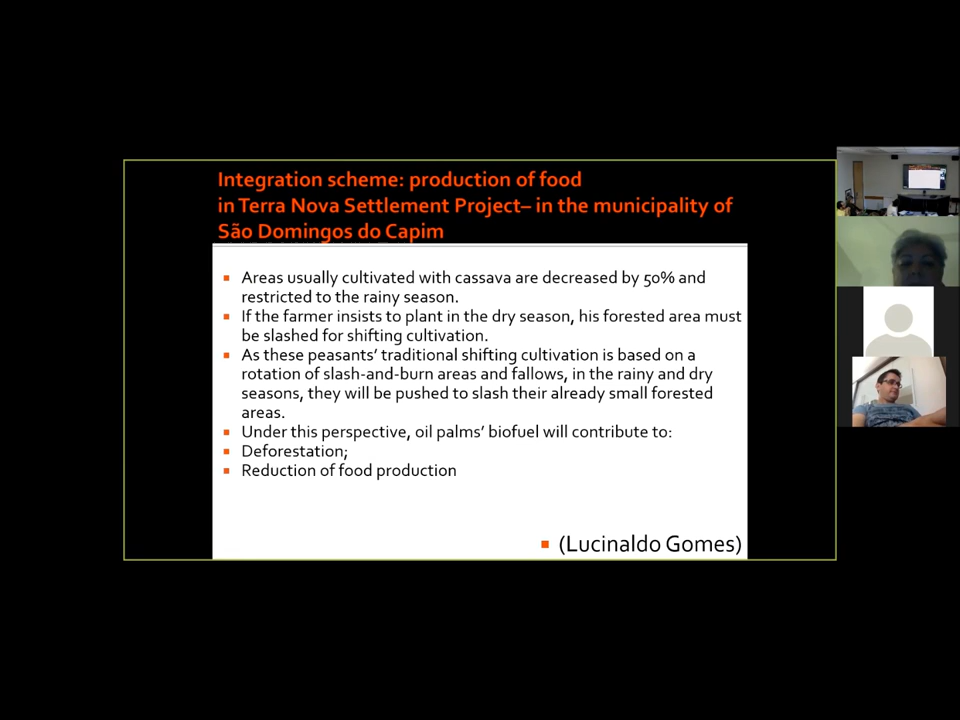 Integration scheme: production of food
in Terra Nova Settlement Project– in the municipality of
São Domingos do Capim
▪ Areas usually cultivated with cassava are decreased by 50% and
restricted to the rainy season.
▪ If the farmer insists to plant in the dry season, his forested area must
be slashed for shifting cultivation.
▪ As these peasants’ traditional shifting cultivation is based on a
rotation of slash-and-burn areas and fallows, in the rainy and dry
seasons, they will be pushed to slash their already small forested
areas.
▪ Under this perspective, oil palms’ biofuel will contribute to:
▪ Deforestation;
▪ Reduction of food production
▪ (Lucinaldo Gomes)